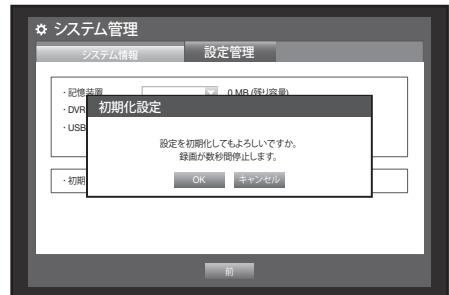 システム管理
システム情報
設定管理
・記憶装置 0 MB (残り容量)
・DVR
・USB
初期化設定
設定を初期化してもよろしいですか。
録画が数秒間停止します。
OK キャンセル
・初期
前